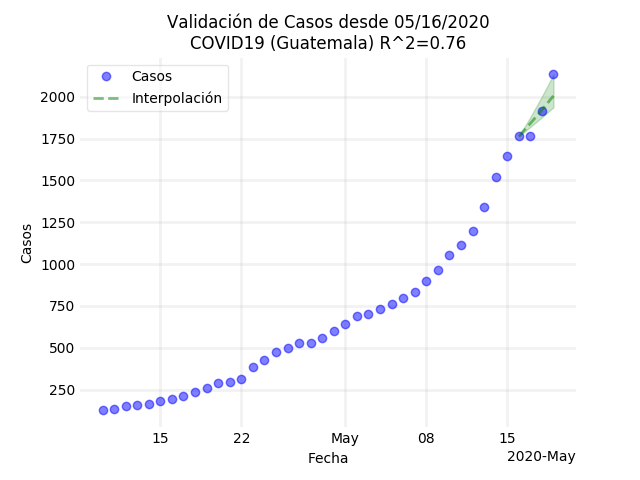 Validación de Casos desde 05/16/2020
COVID19 (Guatemala) R^2=0.76
Casos
Interpolación
2000
1750
1500
1250
1000
750
500
250
Casos
15
22
May
08
15
Fecha
2020-May